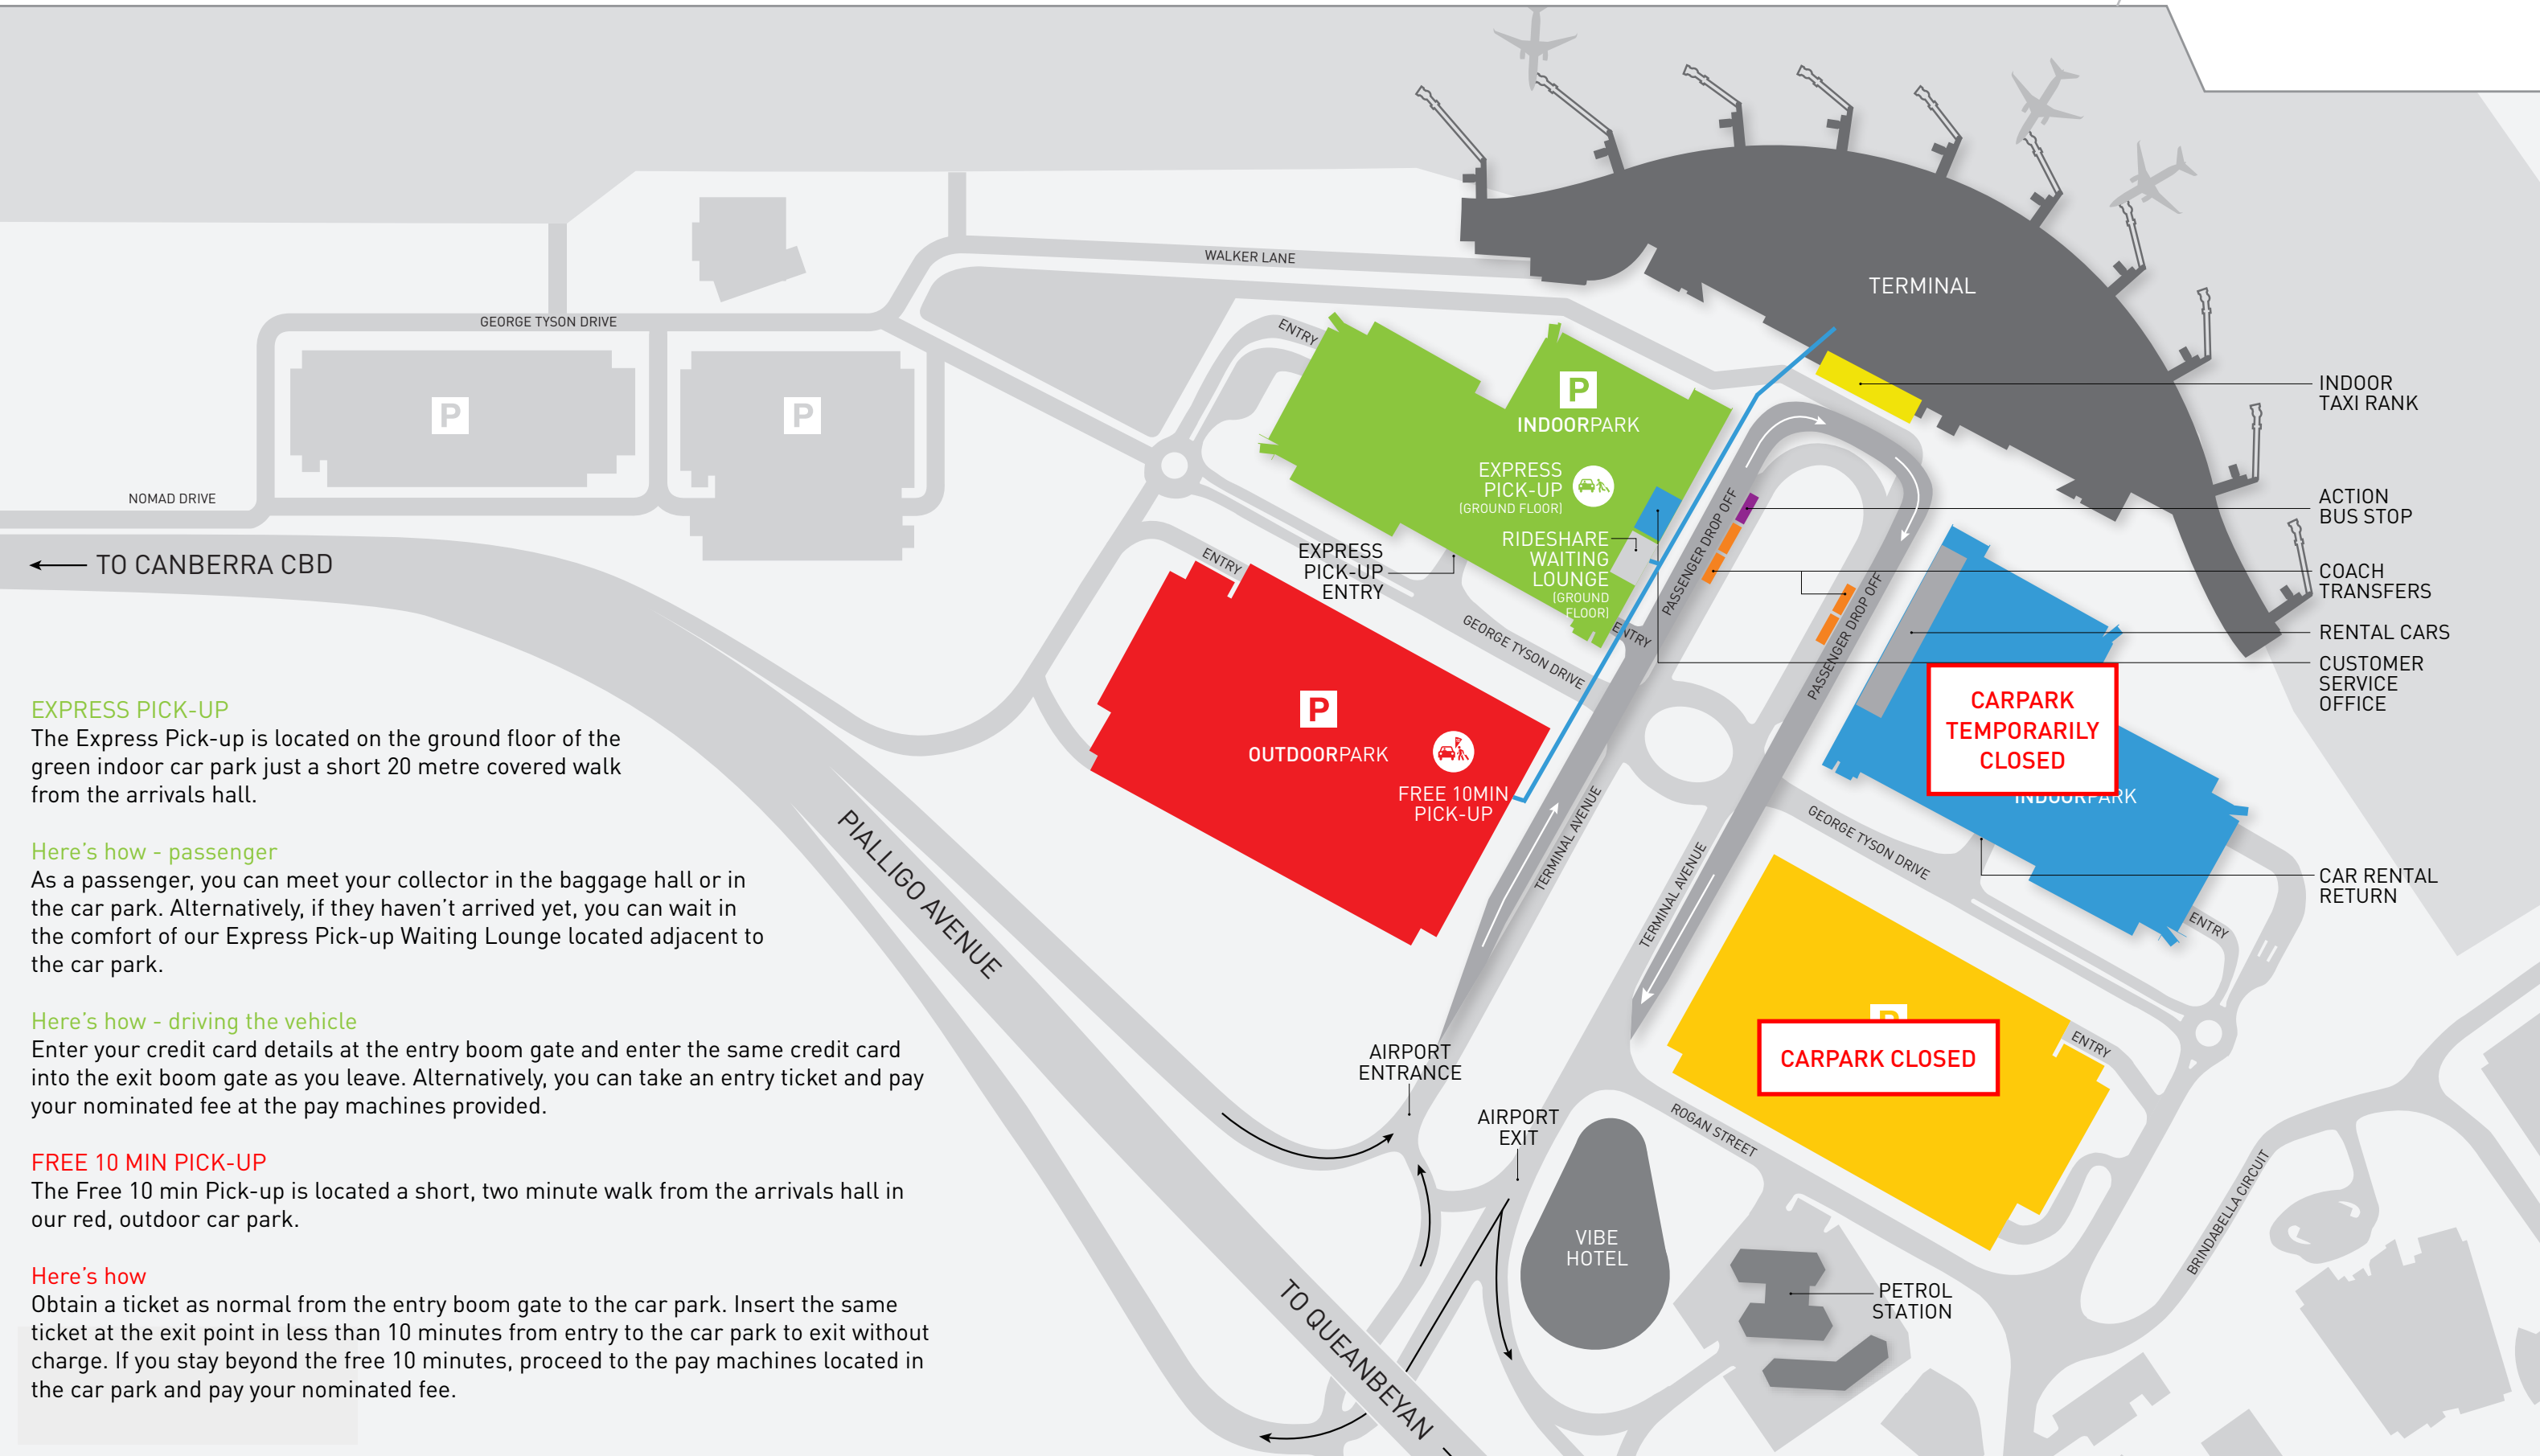 WALKER LANE
TERMINAL
GEORGE TYSON DRIVE
ENTRY
INDOOR
TAXI RANK
P
P
P
INDOORPARK
NOMAD DRIVE
EXPRESS
PICK-UP
(GROUND FLOOR)
PASSENGER DROP OFF
ACTION
BUS STOP
RIDESHARE
WAITING
LOUNGE
(GROUND
FLOOR)
EXPRESS
PICK-UP
ENTRY
ENTRY
TO CANBERRA CBD
COACH
TRANSFERS
PASSENGER DROP OFF
ENTRY
GEORGE TYSON DRIVE
RENTAL CARS
CUSTOMER
SERVICE
OFFICE
CARPARK
TEMPORARILY
CLOSED
INDOORPARK
P
OUTDOORPARK
FREE 10MIN
PICK-UP
TERMINAL AVENUE
TERMINAL AVENUE
GEORGE TYSON DRIVE
CAR RENTAL
RETURN
ENTRY
PIALLIGO AVENUE
P
CARPARK CLOSED
ENTRY
AIRPORT
ENTRANCE
AIRPORT
EXIT
ROGAN STREET
BRINDABELLA CIRCUIT
VIBE
HOTEL
PETROL
STATION
TO QUEANBEYAN
EXPRESS PICK-UP
The Express Pick-up is located on the ground floor of the
green indoor car park just a short 20 metre covered walk
from the arrivals hall.
Here's how - passenger
As a passenger, you can meet your collector in the baggage hall or in
the car park. Alternatively, if they haven't arrived yet, you can wait in
the comfort of our Express Pick-up Waiting Lounge located adjacent to
the car park.
Here's how - driving the vehicle
Enter your credit card details at the entry boom gate and enter the same credit card
into the exit boom gate as you leave. Alternatively, you can take an entry ticket and pay
your nominated fee at the pay machines provided.
FREE 10 MIN PICK-UP
The Free 10 min Pick-up is located a short, two minute walk from the arrivals hall in
our red, outdoor car park.
Here's how
Obtain a ticket as normal from the entry boom gate to the car park. Insert the same
ticket at the exit point in less than 10 minutes from entry to the car park to exit without
charge. If you stay beyond the free 10 minutes, proceed to the pay machines located in
the car park and pay your nominated fee.